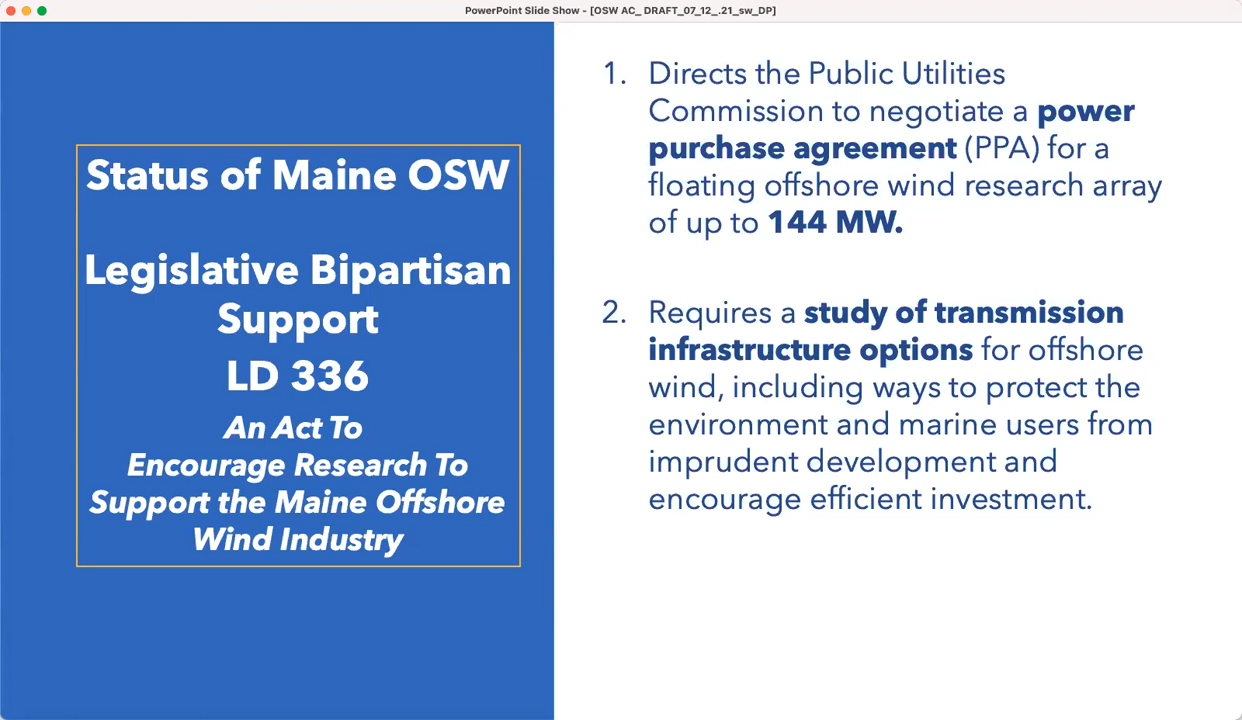 PowerPoint Slide Show - [OSW AC_ DRAFT_07_12_.21_sw_DP]
Status of Maine OSW
Legislative Bipartisan
Support
LD 336
An Act To
Encourage Research To
Support the Maine Offshore
Wind Industry
1. Directs the Public Utilities
Commission to negotiate a power
purchase agreement (PPA) for a
floating offshore wind research array
of up to 144 MW.
2. Requires a study of transmission
infrastructure options for offshore
wind, including ways to protect the
environment and marine users from
imprudent development and
encourage efficient investment.